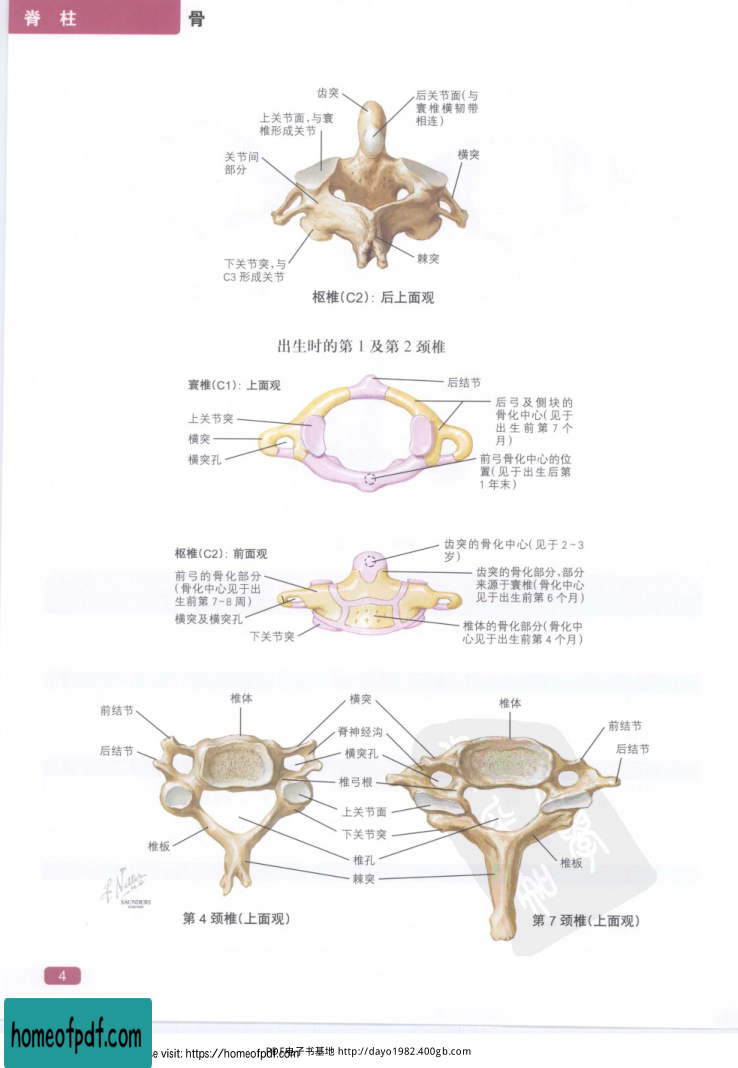 脊 柱
骨
齿突
后关节面(与
寰椎横韧带
相连)
上关节面,与寰
椎形成关节
关节间
部分
横突
下关节突,与
C3 形成关节
棘突
枢椎(C2): 后上面观
出生时的第 1 及第 2 颈椎
寰椎(C1): 上面观
后结节
后弓及侧块的
骨化中心(见于
出生前第 7 个
月)
上关节突
横突
横突孔
前弓骨化中心的位
置(见于出生后第
1 年末)
枢椎(C2): 前面观
齿突的骨化中心(见于 2~3
岁)
前弓的骨化部分
(骨化中心见于出
生前第 7~8 周)
齿突的骨化部分,部分
来源于寰椎(骨化中心
见于出生前第 6 个月)
横突及横突孔
下关节突
椎体的骨化部分(骨化中
心见于出生前第 4 个月)
前结节
椎体
横突
椎体
前结节
后结节
脊神经沟
后结节
横突孔
椎弓根
上关节面
下关节突
椎板
椎孔
椎板
棘突
F. Netter
SAUNDERS
第 4 颈椎(上面观)
第 7 颈椎(上面观)
4
homeofpdf.com
e visit: https://homeofpdf.com
PDF电子书基地 http://dayo1982.400gb.com